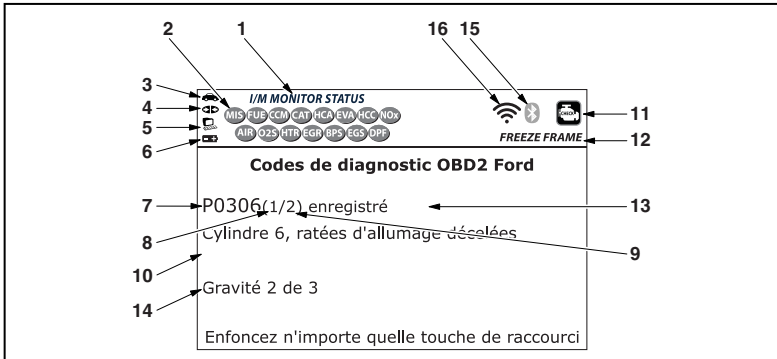 2 1 16 15
3
4
5
6
I/M MONITOR STATUS
MIS FUE CCM CAT HCA EVA HCC NOx
AIR O2S HTR EGR BPS EGS DPF
CHECK
11
FREEZE FRAME 12
Codes de diagnostic OBD2 Ford
7 P0306(1/2) enregistré 13
8
Cylindre 6, ratées d'allumage décelées
9
10
14 Gravité 2 de 3
Enfoncez n'importe quelle touche de raccourci